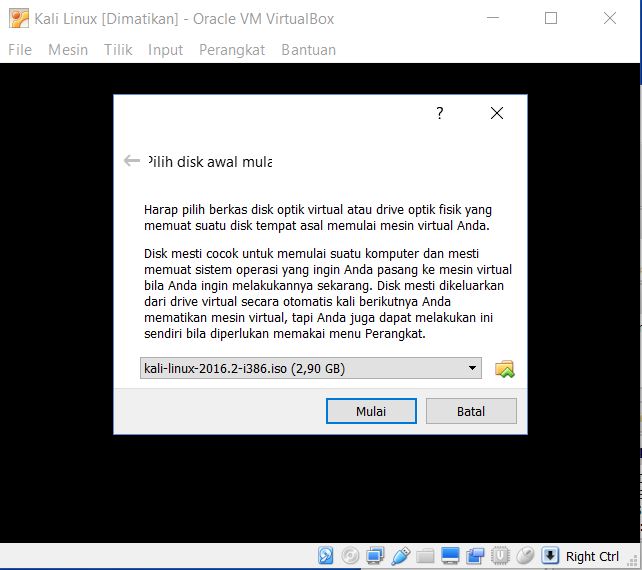 Kali Linux [Dimatikan] - Oracle VM VirtualBox
File Mesin Tilik Input Perangkat Bantuan
?
Pilih disk awal mula
Harap pilih berkas disk optik virtual atau drive optik fisik yang
memuat suatu disk tempat asal memulai mesin virtual Anda.
Disk mesti cocok untuk memulai suatu komputer dan mesti
memuat sistem operasi yang ingin Anda pasang ke mesin virtual
bila Anda ingin melakukannya sekarang. Disk mesti dikeluarkan
dari drive virtual secara otomatis kali berikutnya Anda
mematikan mesin virtual, tapi Anda juga dapat melakukan ini
sendiri bila diperlukan memakai menu Perangkat.
kali-linux-2016.2-i386.iso (2,90 GB)
Mulai Batal
Right Ctrl